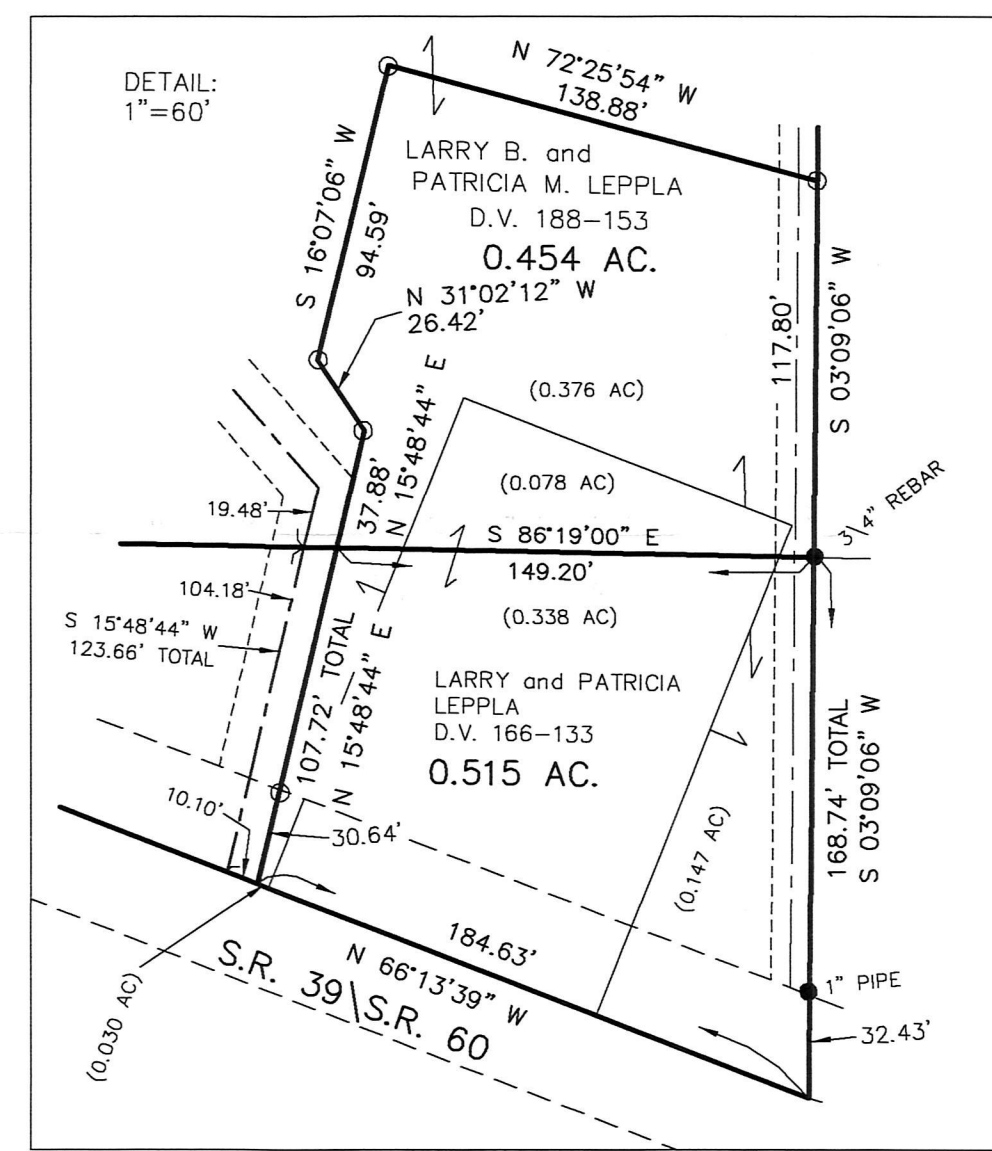 DETAIL:
1"=60'
N 72°25'54" W
138.88'
S 16°07'06" W
94.59'
LARRY B. and
PATRICIA M. LEPPLA
D.V. 188-153
0.454 AC.
N 31°02'12" W
26.42'
117.80'
S 03°09'06" W
(0.376 AC)
37.88'
N 15°48'44" E
(0.078 AC)
3/4" REBAR
19.48'
S 86°19'00" E
149.20'
104.18'
(0.338 AC)
S 15°48'44" W
123.66' TOTAL
107.72' TOTAL
N 15°48'44" E
LARRY and PATRICIA
LEPPLA
D.V. 166-133
0.515 AC.
168.74' TOTAL
S 03°09'06" W
10.10'
30.64'
(0.147 AC)
184.63'
N 66°13'39" W
S.R. 39\S.R. 60
1" PIPE
32.43'
(0.030 AC)